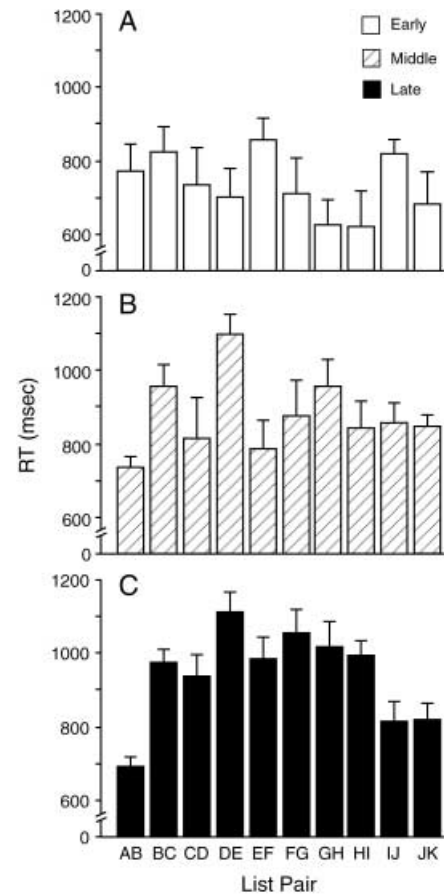 A
Early
Middle
Late
1200
1000
800
600
0
B
1200
1000
800
600
0
RT (msec)
C
1200
1000
800
600
0
AB BC CD DE EF FG GH HI IJ JK
List Pair